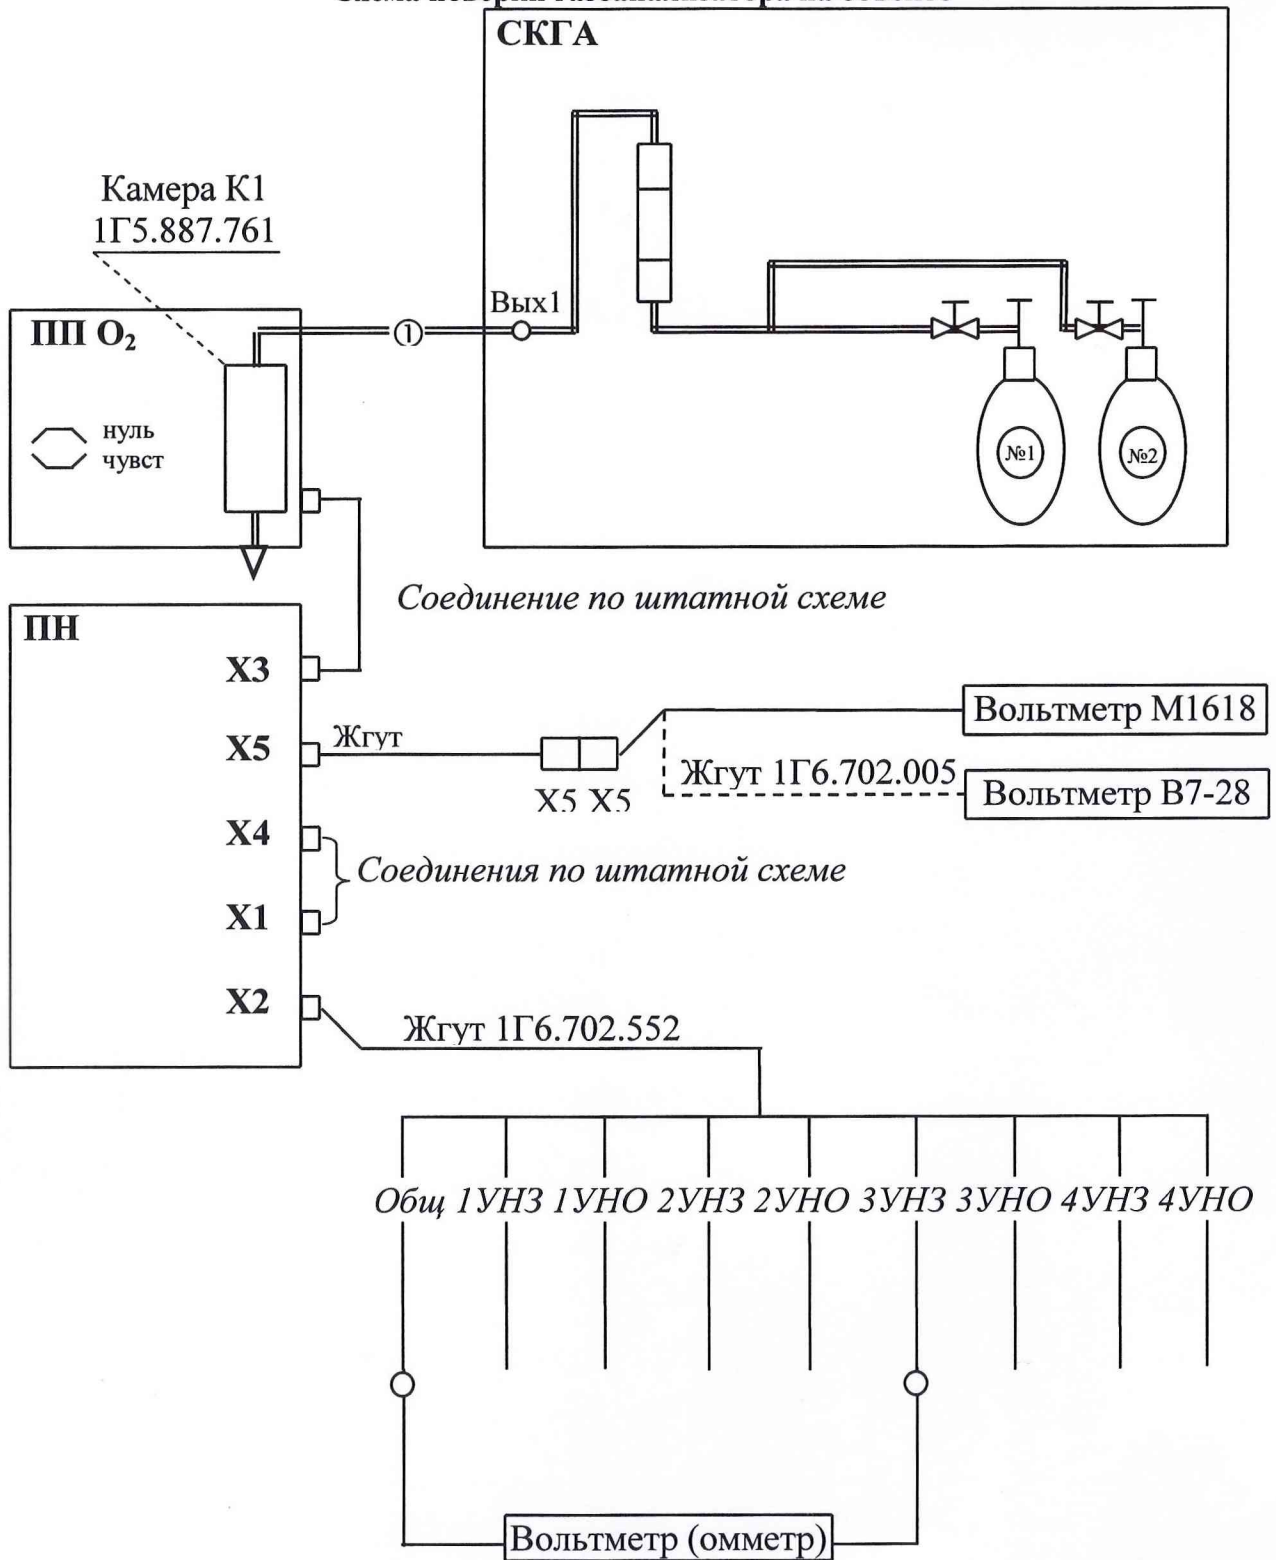 СКГА
Камера К1
1Г5.887.761
Вых1
ПП О₂
①
нуль
чувст
№1
№2
Соединение по штатной схеме
ПН
Х3
Вольтметр М1618
Х5
Жгут
Жгут 1Г6.702.005
Х5 Х5
Вольтметр В7-28
Х4
Соединения по штатной схеме
Х1
Х2
Жгут 1Г6.702.552
Общ 1УНЗ 1УНО 2УНЗ 2УНО 3УНЗ 3УНО 4УНЗ 4УНО
Вольтметр (омметр)